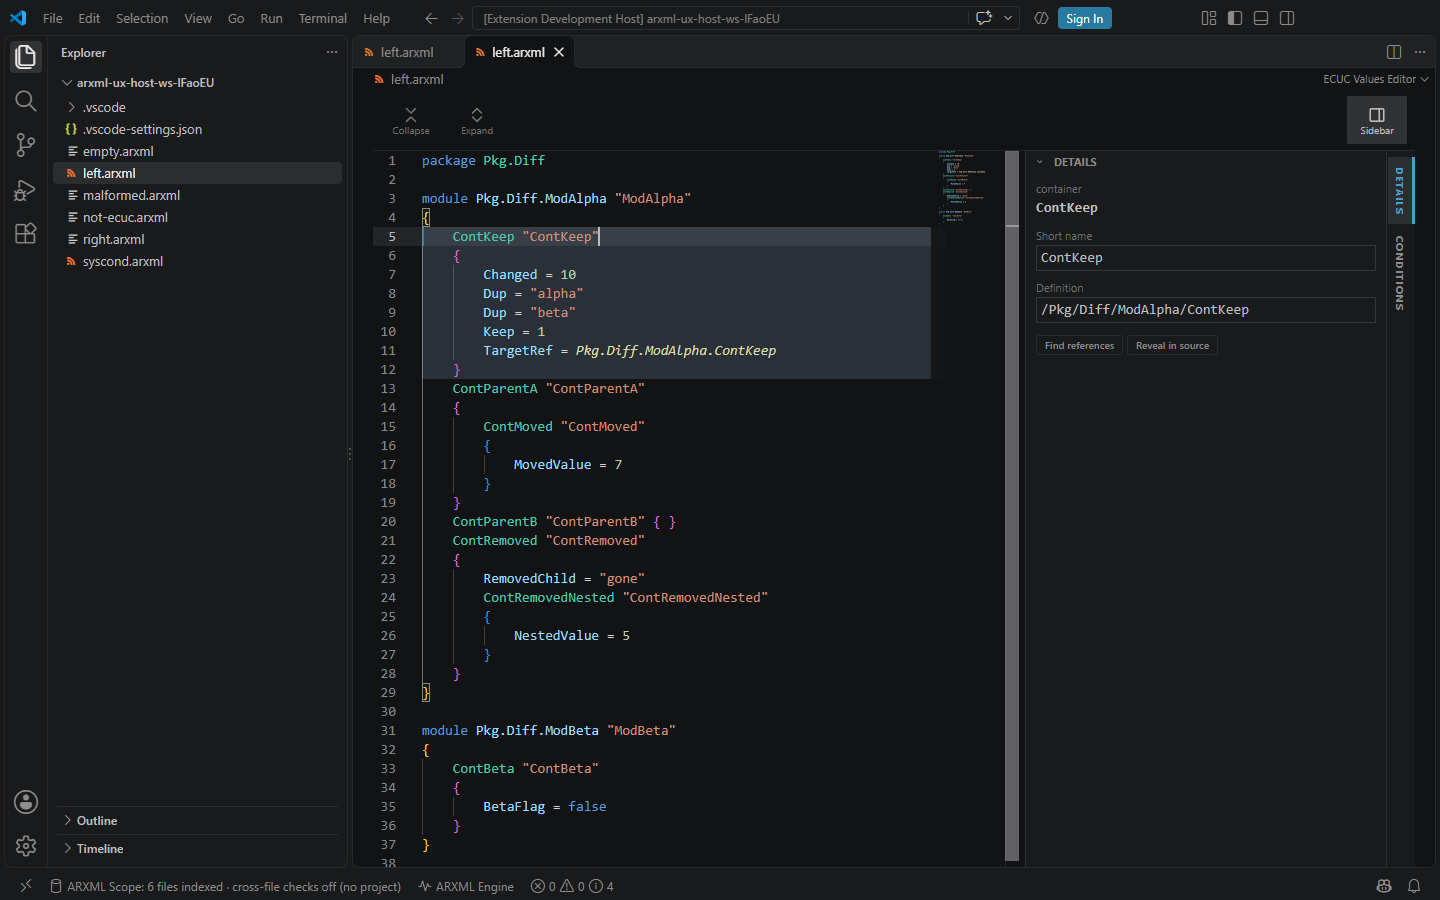 File Edit Selection View Go Run Terminal Help
[Extension Development Host] arxml-ux-host-ws-IFaoEU
Sign In
Explorer
arxml-ux-host-ws-IFaoEU
.vscode
{} .vscode-settings.json
empty.arxml
left.arxml
malformed.arxml
not-ecuc.arxml
right.arxml
syscond.arxml
Outline
Timeline
left.arxml
left.arxml
left.arxml
ECUC Values Editor
Collapse
Expand
Sidebar
1 package Pkg.Diff
2
3 module Pkg.Diff.ModAlpha "ModAlpha"
4 {
5 ContKeep "ContKeep"
6 {
7 Changed = 10
8 Dup = "alpha"
9 Dup = "beta"
10 Keep = 1
11 TargetRef = Pkg.Diff.ModAlpha.ContKeep
12 }
13 ContParentA "ContParentA"
14 {
15 ContMoved "ContMoved"
16 {
17 MovedValue = 7
18 }
19 }
20 ContParentB "ContParentB" { }
21 ContRemoved "ContRemoved"
22 {
23 RemovedChild = "gone"
24 ContRemovedNested "ContRemovedNested"
25 {
26 NestedValue = 5
27 }
28 }
29 }
30
31 module Pkg.Diff.ModBeta "ModBeta"
32 {
33 ContBeta "ContBeta"
34 {
35 BetaFlag = false
36 }
37 }
38
DETAILS
container
ContKeep
Short name
ContKeep
Definition
/Pkg/Diff/ModAlpha/ContKeep
Find references
Reveal in source
DETAILS
CONDITIONS
ARXML Scope: 6 files indexed · cross-file checks off (no project)
ARXML Engine
0 0 4